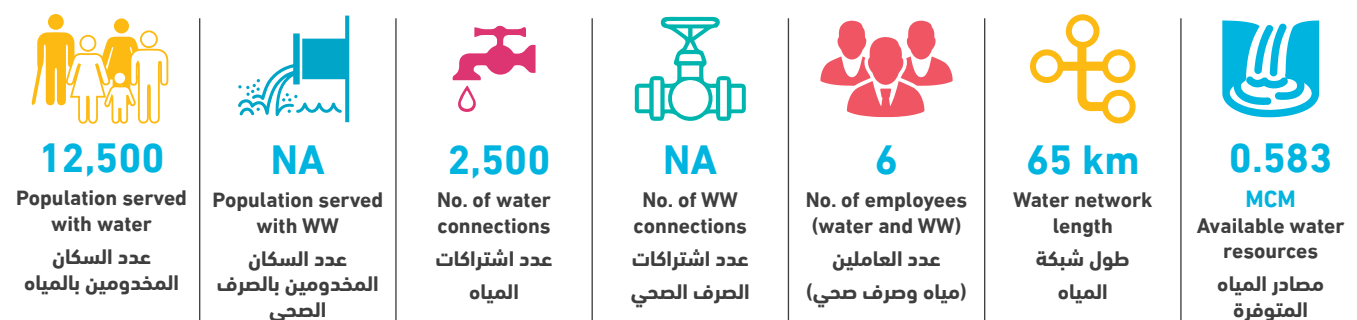 12,500
Population served
with water
عدد السكان
المخدومين بالمياه
NA
Population served
with WW
عدد السكان
المخدومين بالصرف
الصحي
2,500
No. of water
connections
عدد اشتراكات
المياه
NA
No. of WW
connections
عدد اشتراكات
الصرف الصحي
6
No. of employees
(water and WW)
عدد العاملين
(مياه وصرف صحي)
65 km
Water network
length
طول شبكة
المياه
0.583
MCM
Available water
resources
مصادر المياه
المتوفرة